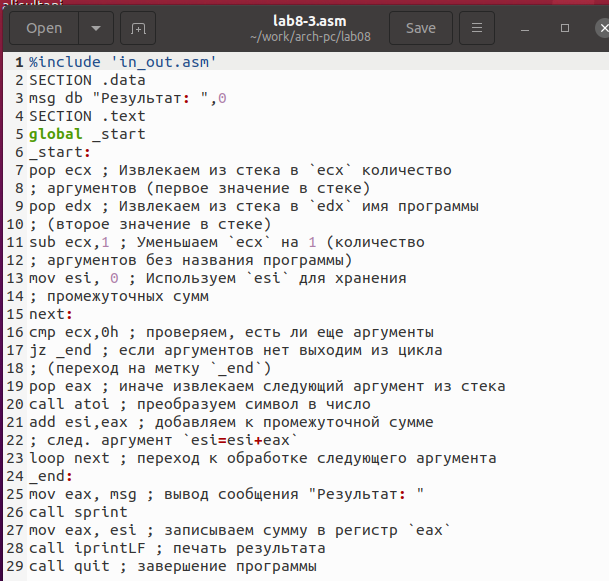 alisultani
Open
lab8-3.asm
~/work/arch-pc/lab08
Save
1 %include 'in_out.asm'
2 SECTION .data
3 msg db "Результат: ",0
4 SECTION .text
5 global _start
6 _start:
7 pop ecx ; Извлекаем из стека в `ecx` количество
8 ; аргументов (первое значение в стеке)
9 pop edx ; Извлекаем из стека в `edx` имя программы
10 ; (второе значение в стеке)
11 sub ecx,1 ; Уменьшаем `ecx` на 1 (количество
12 ; аргументов без названия программы)
13 mov esi, 0 ; Используем `esi` для хранения
14 ; промежуточных сумм
15 next:
16 cmp ecx,0h ; проверяем, есть ли еще аргументы
17 jz _end ; если аргументов нет выходим из цикла
18 ; (переход на метку `_end`)
19 pop eax ; иначе извлекаем следующий аргумент из стека
20 call atoi ; преобразуем символ в число
21 add esi,eax ; добавляем к промежуточной сумме
22 ; след. аргумент `esi=esi+eax`
23 loop next ; переход к обработке следующего аргумента
24 _end:
25 mov eax, msg ; вывод сообщения "Результат: "
26 call sprint
27 mov eax, esi ; записываем сумму в регистр `eax`
28 call iprintLF ; печать результата
29 call quit ; завершение программы